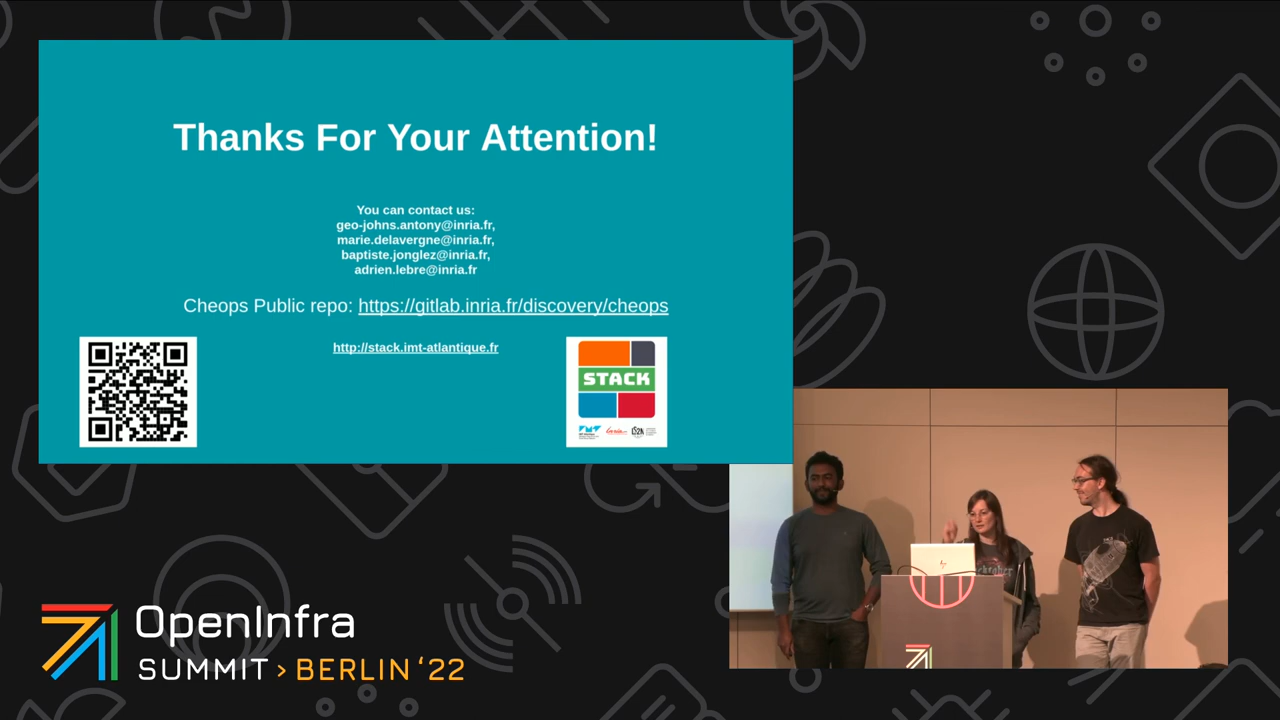 Thanks For Your Attention!
You can contact us:
geo-johns.antony@inria.fr,
marie.delavergne@inria.fr,
baptiste.jonglez@inria.fr,
adrien.lebre@inria.fr
Cheops Public repo: https://gitlab.inria.fr/discovery/cheops
http://stack.imt-atlantique.fr
STACK
OpenInfra
SUMMIT > BERLIN ‘22